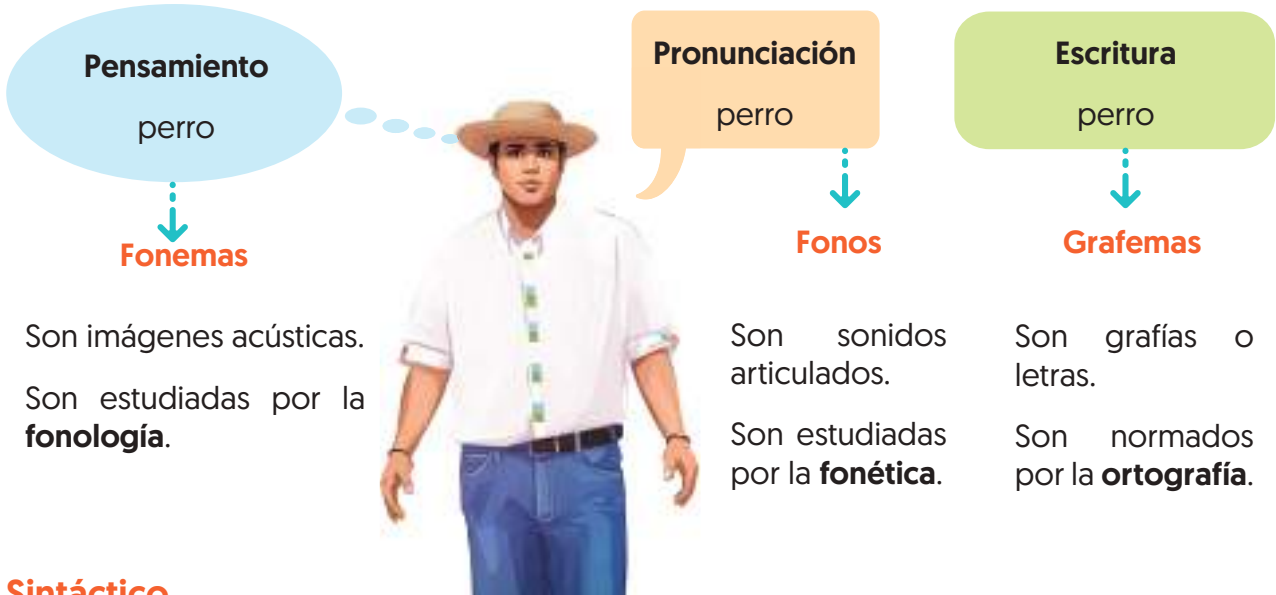 Pensamiento
perro
Fonemas
Son imágenes acústicas.
Son estudiadas por la
fonología.
Pronunciación
perro
Fonos
Son sonidos
articulados.
Son estudiadas
por la fonética.
Escritura
perro
Grafemas
Son grafías o
letras.
Son normados
por la ortografía.
Sintáctico